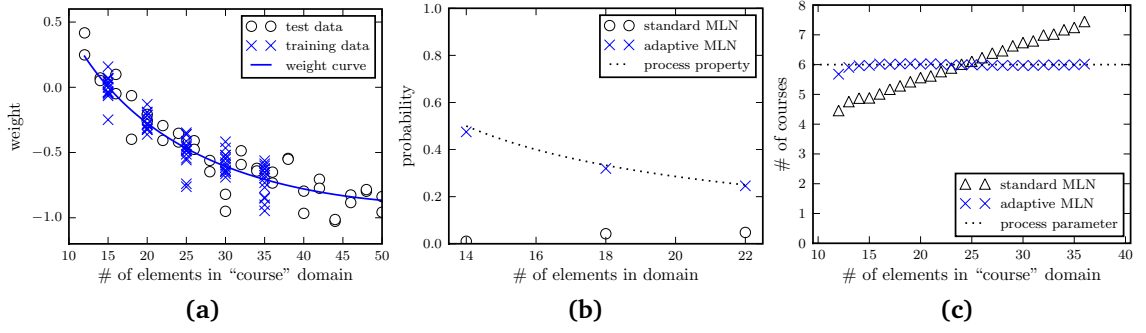 0.5
0.0
−0.5
−1.0
weight
10 15 20 25 30 35 40 45 50
# of elements in “course” domain
test data
training data
weight curve
(a)
1.0
0.8
0.6
0.4
0.2
0.0
probability
14 16 18 20 22
# of elements in domain
standard MLN
adaptive MLN
process property
(b)
8
7
6
5
4
3
2
1
0
# of courses
10 15 20 25 30 35 40
# of elements in “course” domain
standard MLN
adaptive MLN
process parameter
(c)